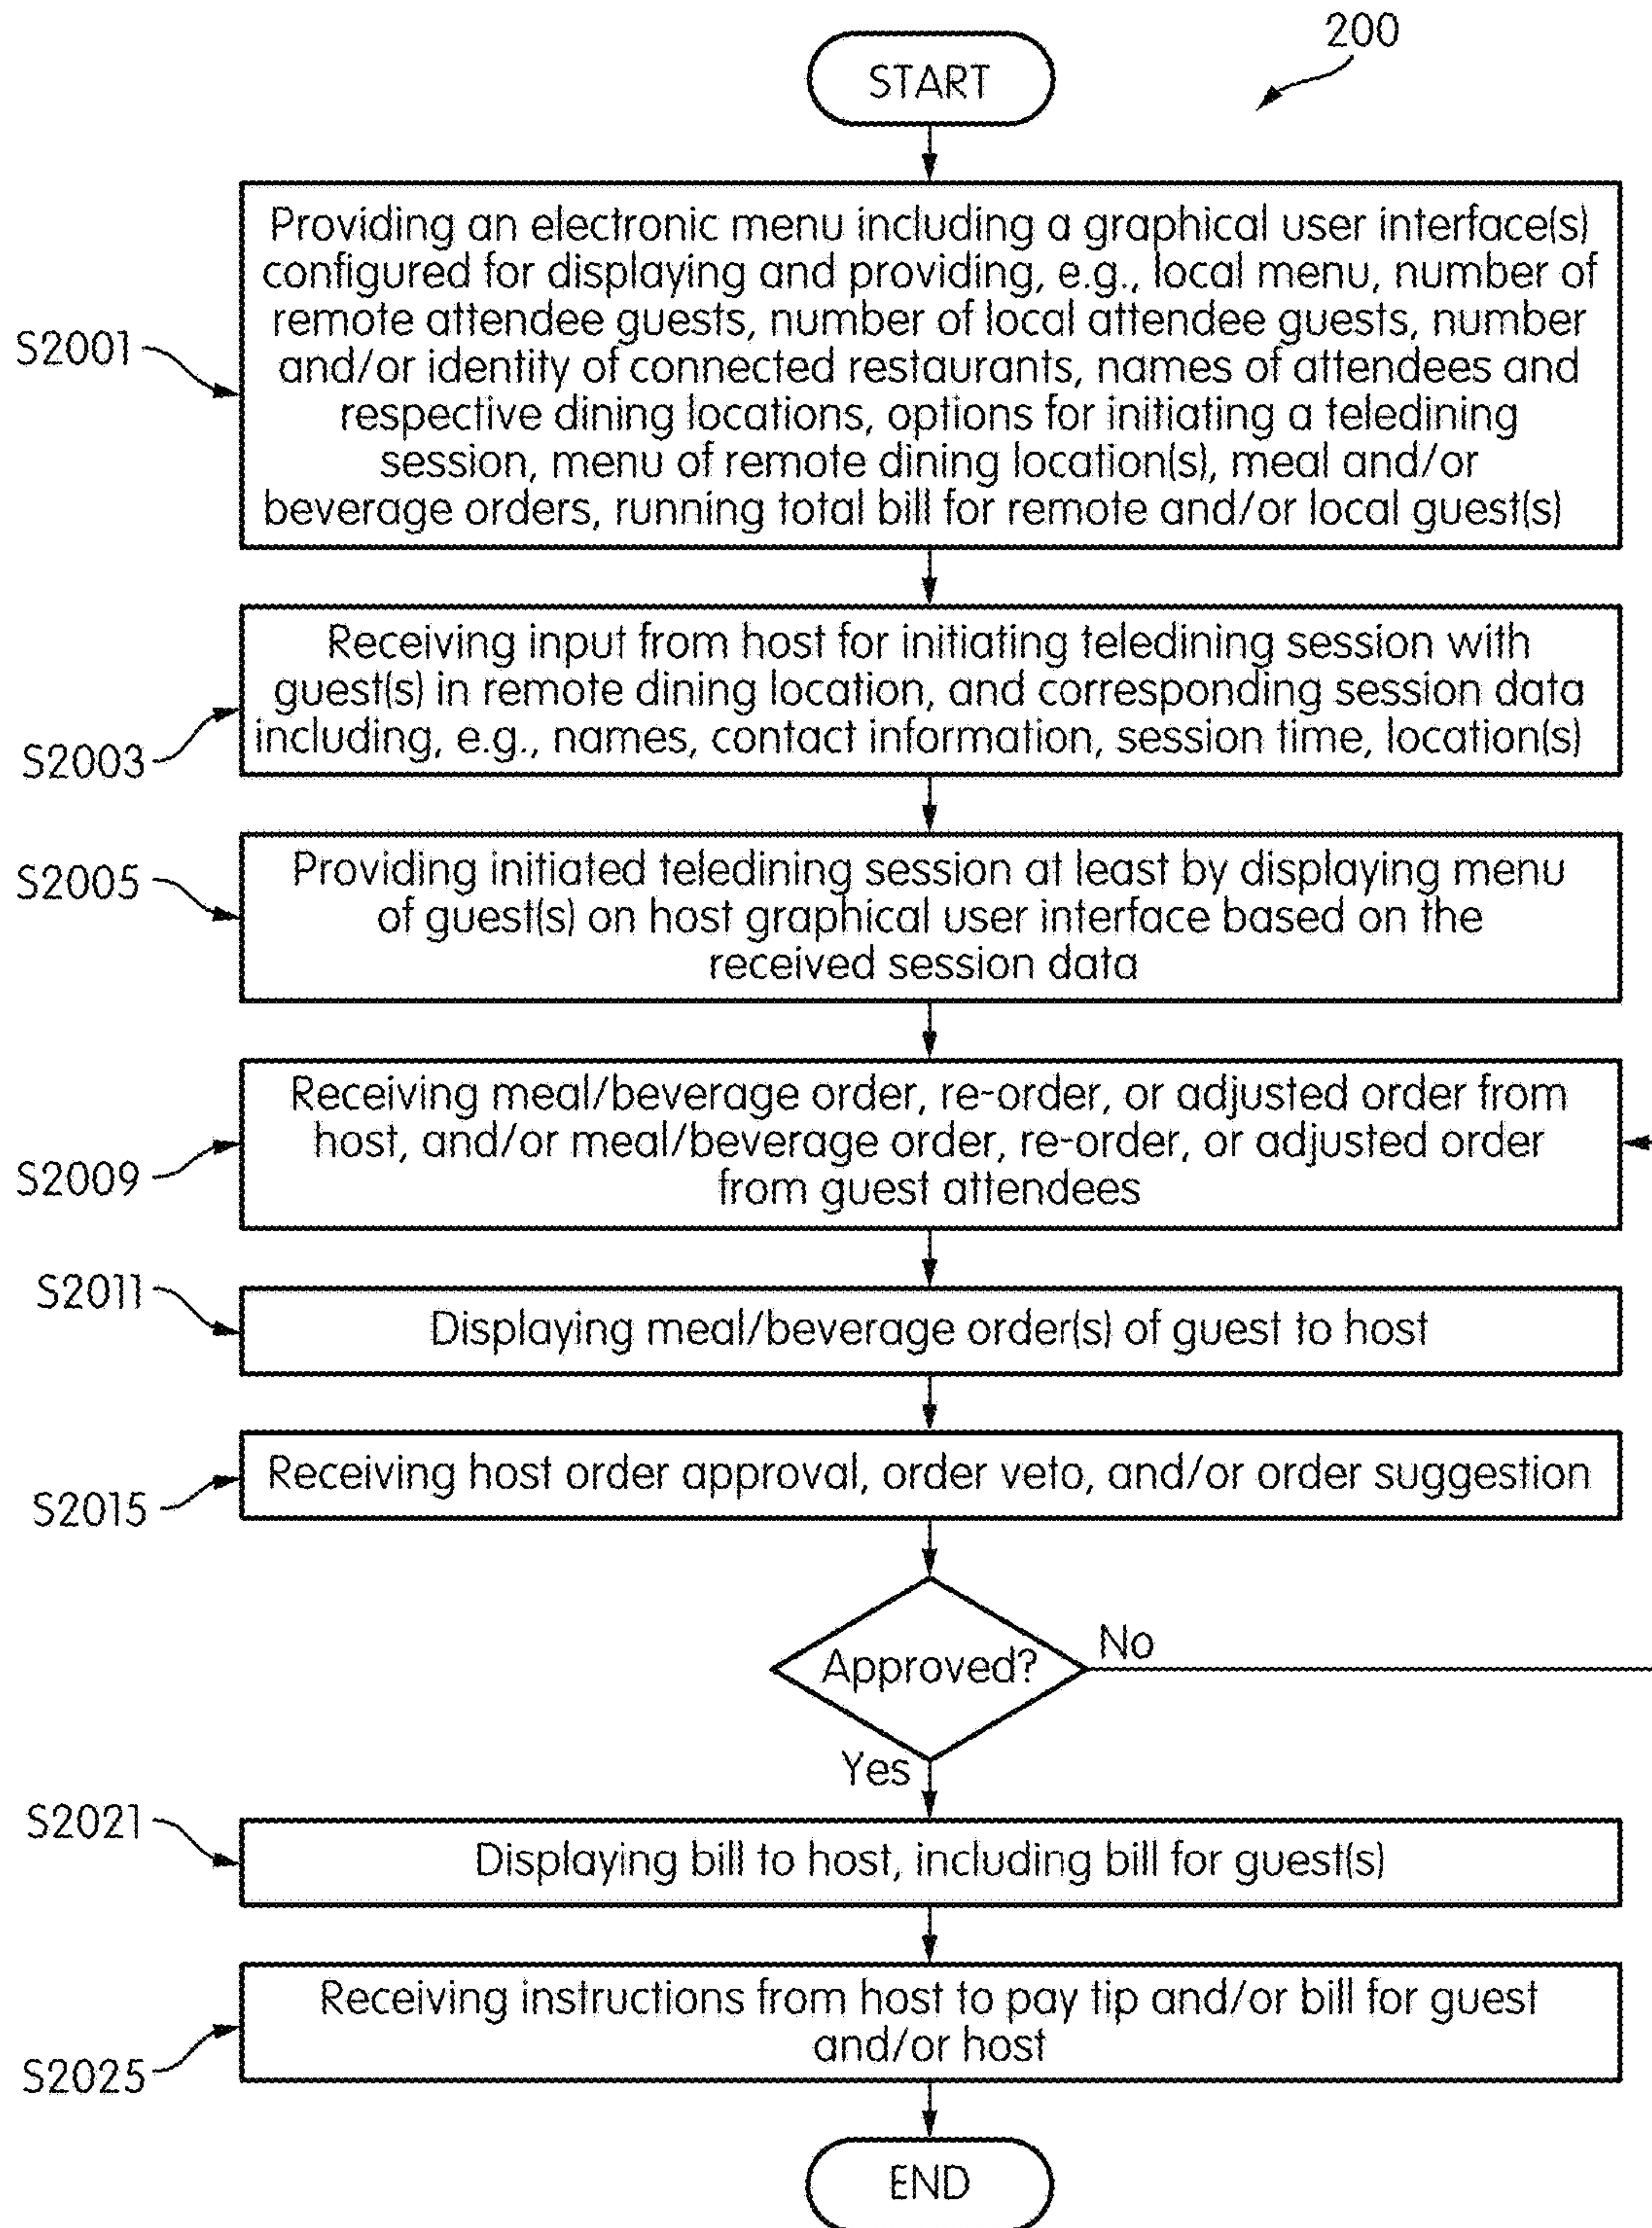 200
START
Providing an electronic menu including a graphical user interface(s)
configured for displaying and providing, e.g., local menu, number of
remote attendee guests, number of local attendee guests, number
and/or identity of connected restaurants, names of attendees and
respective dining locations, options for initiating a teledining
session, menu of remote dining location(s), meal and/or
beverage orders, running total bill for remote and/or local guest(s)
S2001
Receiving input from host for initiating teledining session with
guest(s) in remote dining location, and corresponding session data
including, e.g., names, contact information, session time, location(s)
S2003
Providing initiated teledining session at least by displaying menu
of guest(s) on host graphical user interface based on the
received session data
S2005
Receiving meal/beverage order, re-order, or adjusted order from
host, and/or meal/beverage order, re-order, or adjusted order
from guest attendees
S2009
S2011
Displaying meal/beverage order(s) of guest to host
Receiving host order approval, order veto, and/or order suggestion
S2015
Approved?
No
Yes
S2021
Displaying bill to host, including bill for guest(s)
Receiving instructions from host to pay tip and/or bill for guest
and/or host
S2025
END